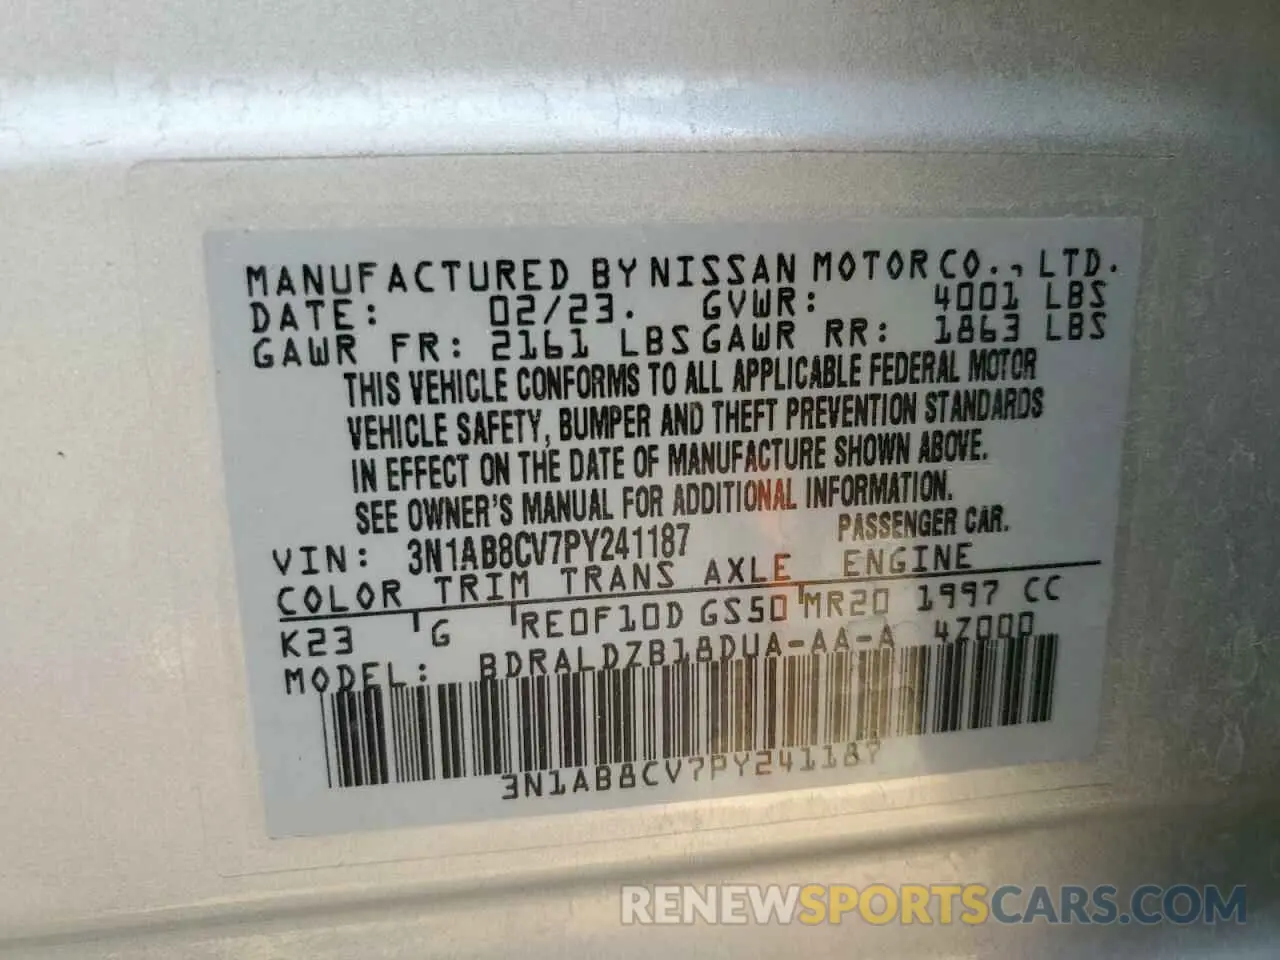 MANUFACTURED BY NISSAN MOTOR CO., LTD.
DATE: 02/23. GVWR: 4001 LBS
GAWR FR: 2161 LBS GAWR RR: 1863 LBS
THIS VEHICLE CONFORMS TO ALL APPLICABLE FEDERAL MOTOR
VEHICLE SAFETY, BUMPER AND THEFT PREVENTION STANDARDS
IN EFFECT ON THE DATE OF MANUFACTURE SHOWN ABOVE.
SEE OWNER'S MANUAL FOR ADDITIONAL INFORMATION.
VIN: 3N1AB8CV7PY241187 PASSENGER CAR.
COLOR TRIM TRANS AXLE ENGINE
K23 G RE0F10D GS50 MR20 1997 CC
MODEL: BDRALDZB18DUA-AA-A 4Z000
3N1AB8CV7PY241187
RENEWSPORTSCARS.COM